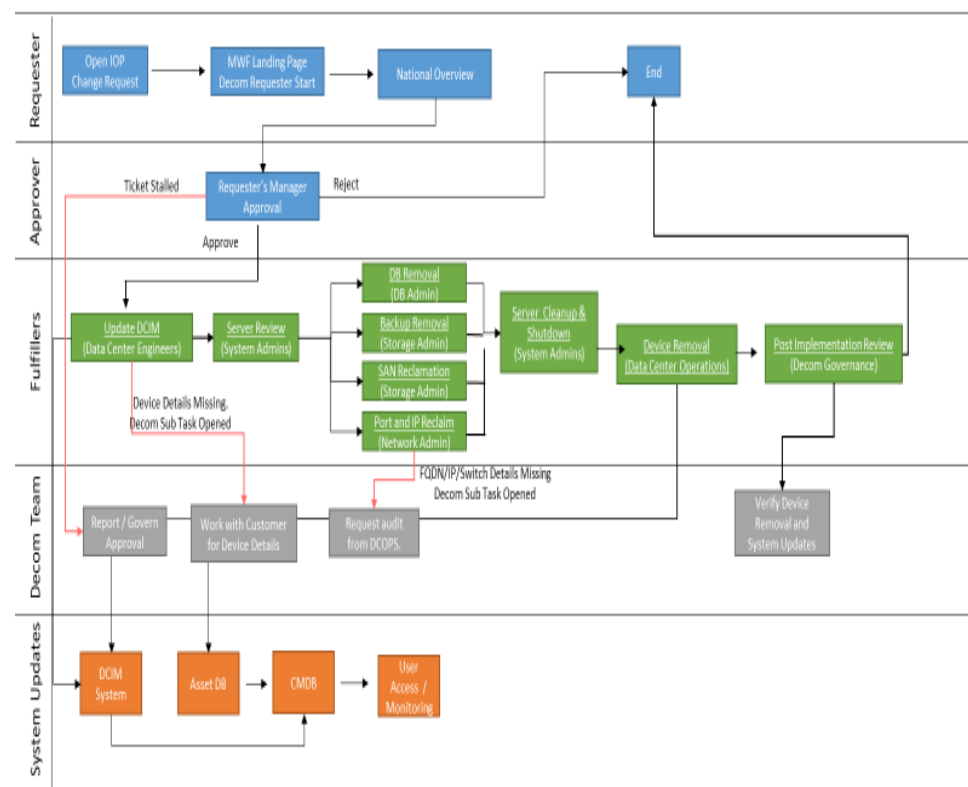 Requester
Open IOP
Change Request
MWF Landing Page
Decom Requester Start
National Overview
End
Approver
Ticket Stalled
Requester's Manager
Approval
Reject
Approve
Fulfillers
Update DCIM
(Data Center Engineers)
Server Review
(System Admins)
DB Removal
(DB Admin)
Backup Removal
(Storage Admin)
SAN Reclamation
(Storage Admin)
Port and IP Reclaim
(Network Admin)
Server Cleanup &
Shutdown
(System Admins)
Device Removal
(Data Center Operations)
Post Implementation Review
(Decom Governance)
Device Details Missing,
Decom Sub Task Opened
FQDN/IP/Switch Details Missing
Decom Sub Task Opened
Decom Team
Report / Govern
Approval
Work with Customer
for Device Details
Request audit
from DCOPS.
Verify Device
Removal and
System Updates
System Updates
DCIM
System
Asset DB
CMDB
User
Access /
Monitoring